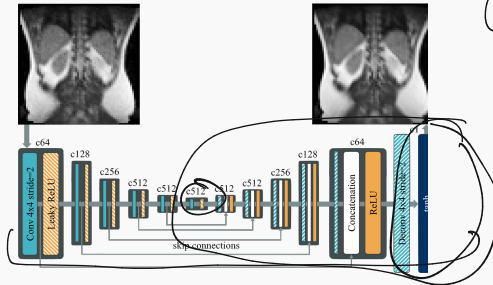 c64
c128
c256
c512
c512
c512
c512
c512
c256
c128
c64
Conv 4x4 stride=2
Leaky ReLU
Concatenation
ReLU
Deconv 4x4 stride
tanh
skip connections